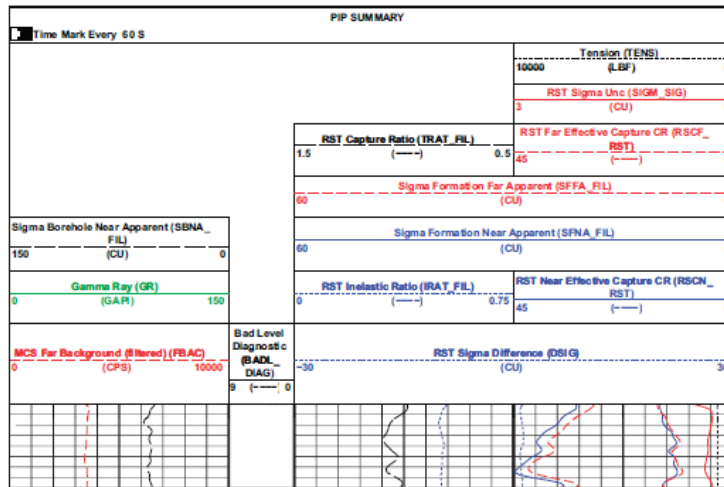 PIP SUMMARY
Time Mark Every 60 S
Tension (TENS)
10000 (LBF)
RST Sigma Unc (SIGM_SIG)
3 (CU)
RST Capture Ratio (TRAT_FIL)
1.5 (----) 0.5
RST Far Effective Capture CR (RSCF_
RST)
45 (----)
Sigma Formation Far Apparent (SFFA_FIL)
60 (CU)
Sigma Borehole Near Apparent (SBNA_
FIL)
150 (CU) 0
Sigma Formation Near Apparent (SFNA_FIL)
60 (CU)
Gamma Ray (GR)
0 (GAPI) 150
RST Inelastic Ratio (IRAT_FIL)
0 (----) 0.75
RST Near Effective Capture CR (RSCN_
RST)
45 (----)
MCS Far Background (filtered) (FBAC)
0 (CPS) 10000
Bad Level
Diagnostic
(BADL_
DIAG)
9 (----) 0
RST Sigma Difference (DSIG)
-30 (CU)